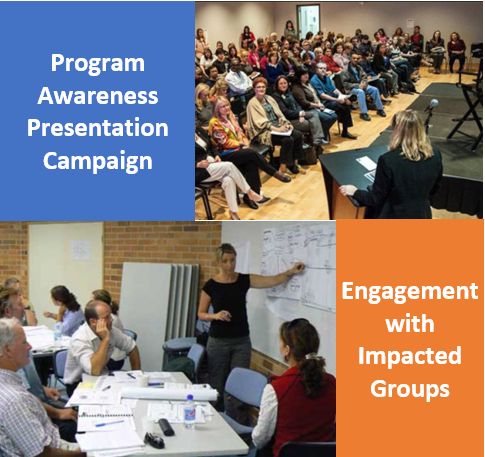 Program
Awareness
Presentation
Campaign
Engagement
with
Impacted
Groups